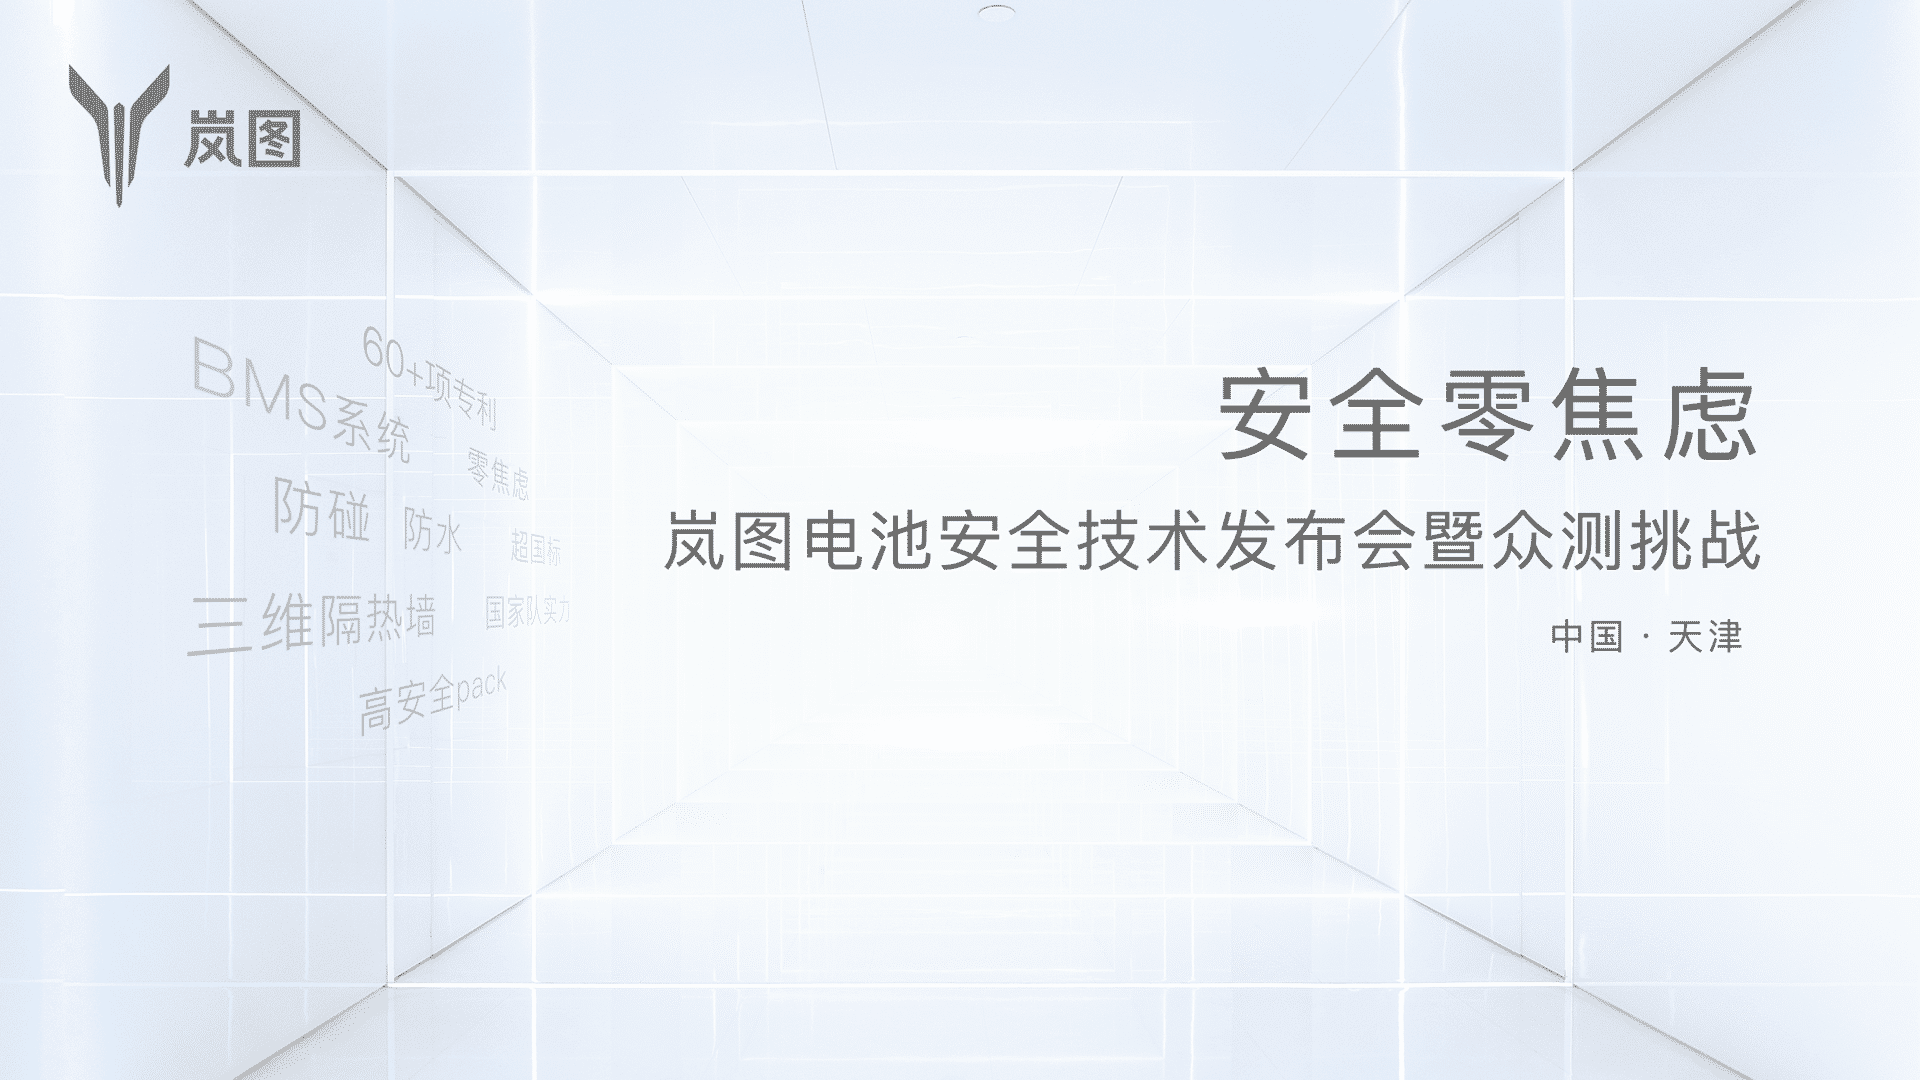 岚图
安全零焦虑
岚图电池安全技术发布会暨众测挑战
中国 · 天津
60+项专利
BMS系统
零焦虑
防碰
防水
超国标
三维隔热墙
国家队实力
高安全pack